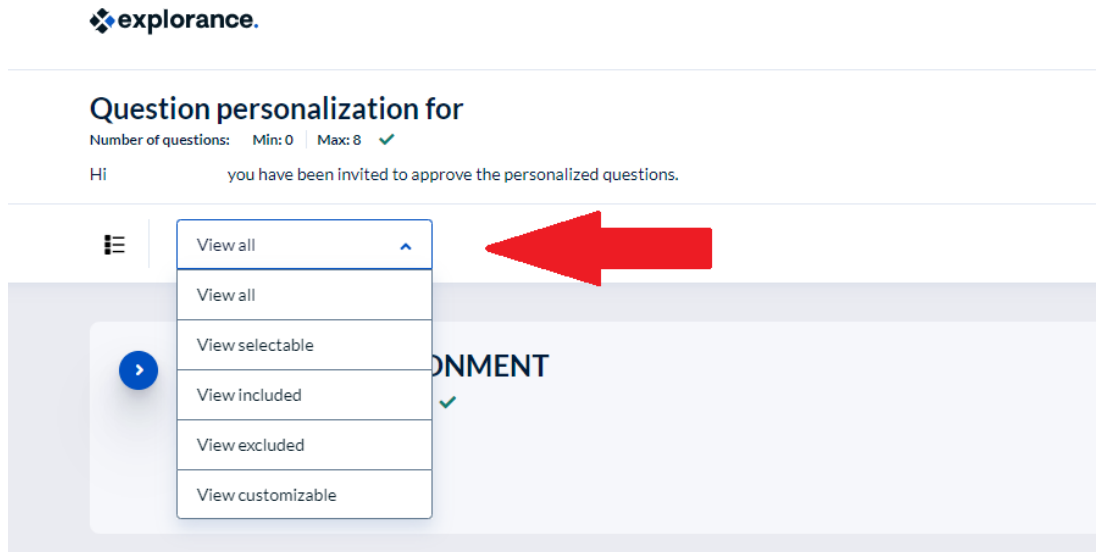 explorance.
Question personalization for
Number of questions: Min: 0 Max: 8
Hi you have been invited to approve the personalized questions.
View all
View all
View selectable
ONMENT
View included
View excluded
View customizable